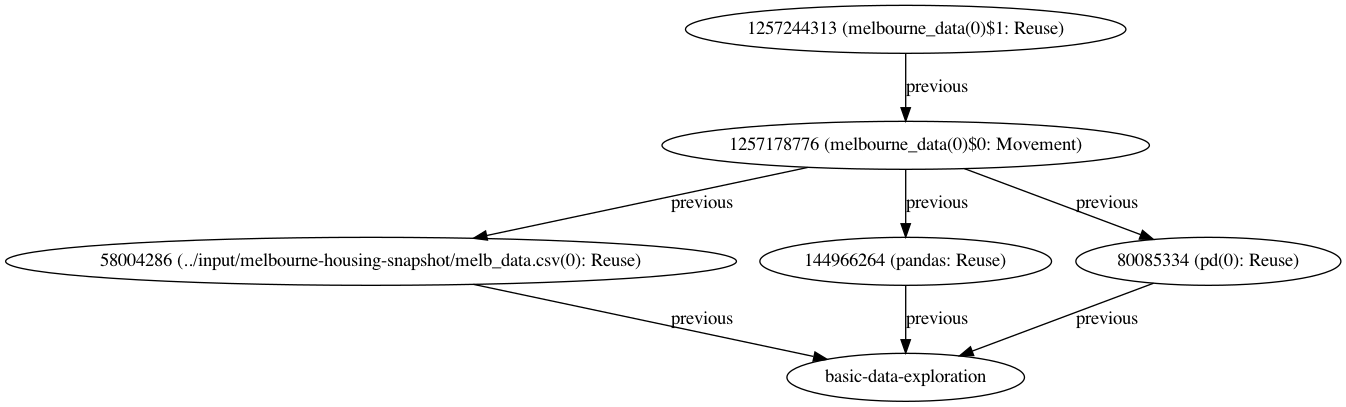 1257244313 (melbourne_data(0)$1: Reuse)
previous
1257178776 (melbourne_data(0)$0: Movement)
previous
previous
previous
58004286 (../input/melbourne-housing-snapshot/melb_data.csv(0): Reuse)
144966264 (pandas: Reuse)
80085334 (pd(0): Reuse)
previous
previous
previous
basic-data-exploration